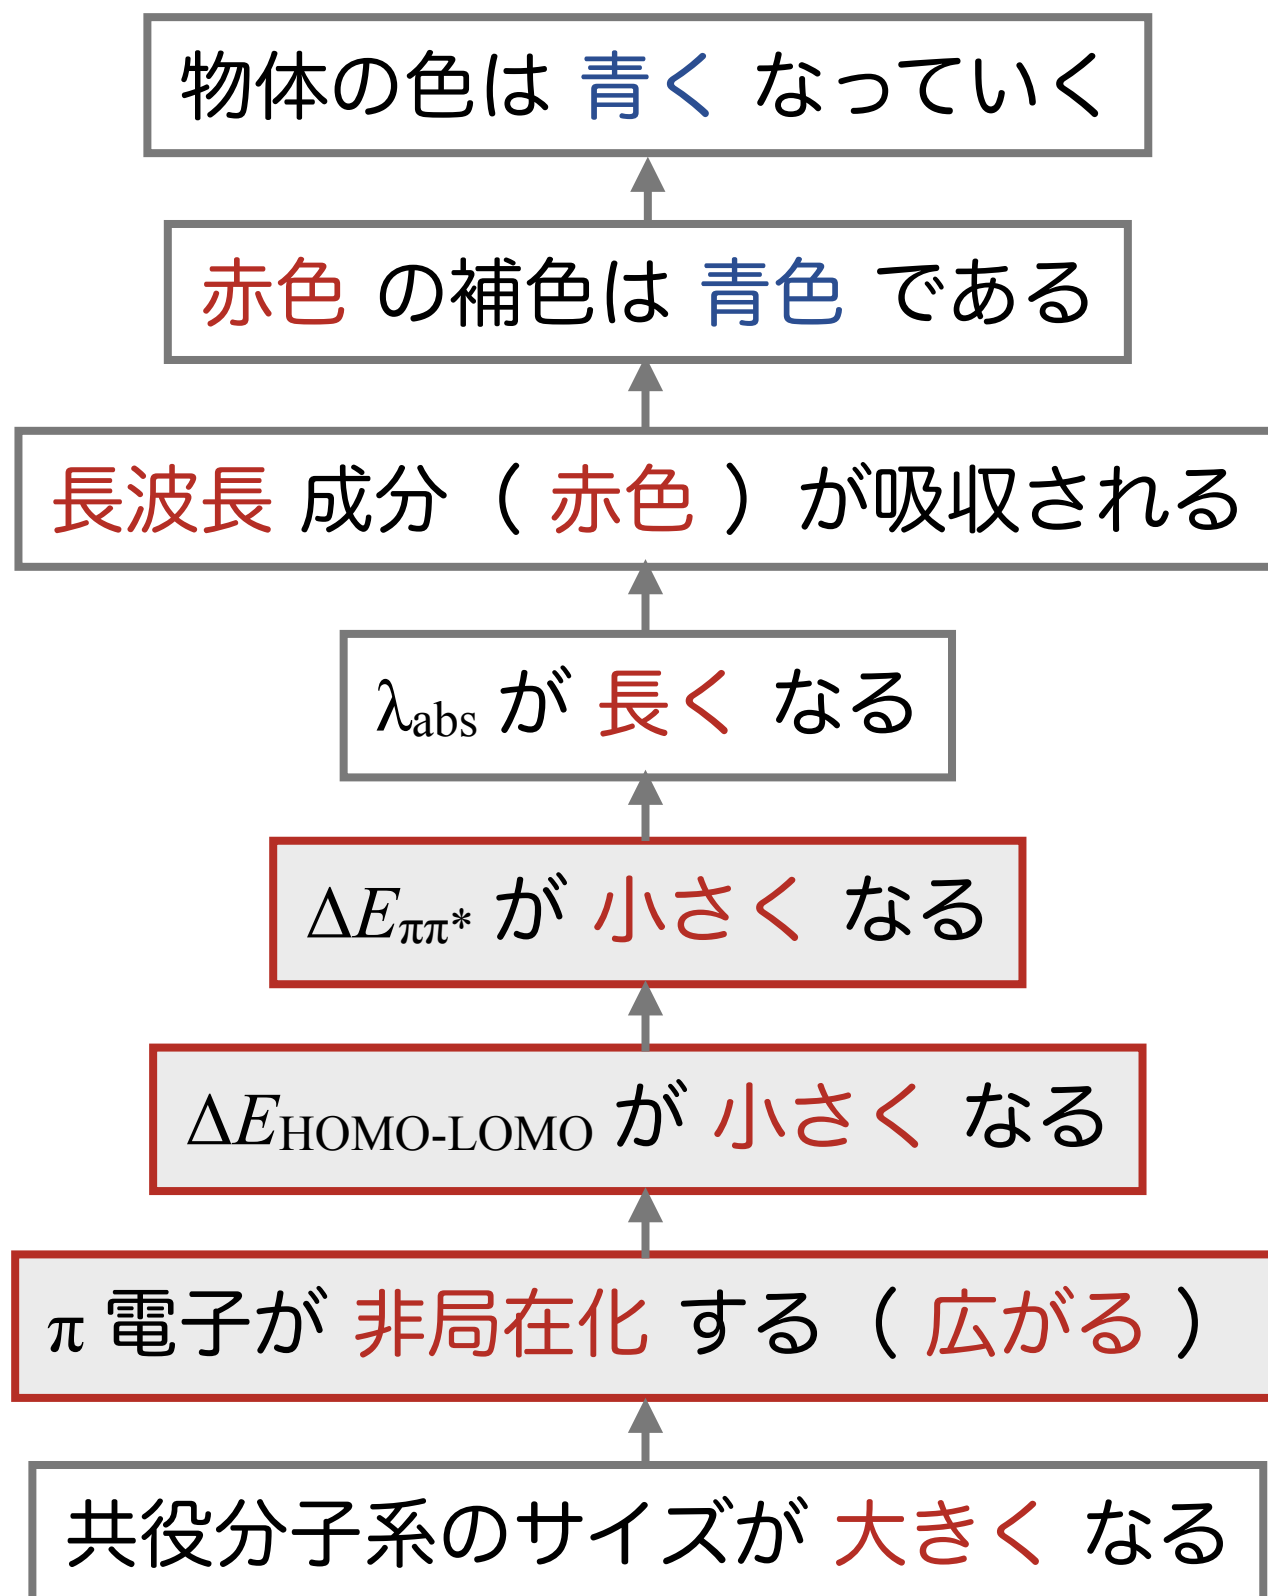 物体の色は 青く なっていく
赤色 の補色は 青色 である
長波長 成分（ 赤色 ）が吸収される
λabs が 長く なる
ΔEππ* が 小さく なる
ΔEHOMO-LOMO が 小さく なる
π 電子が 非局在化 する（ 広がる ）
共役分子系のサイズが 大きく なる